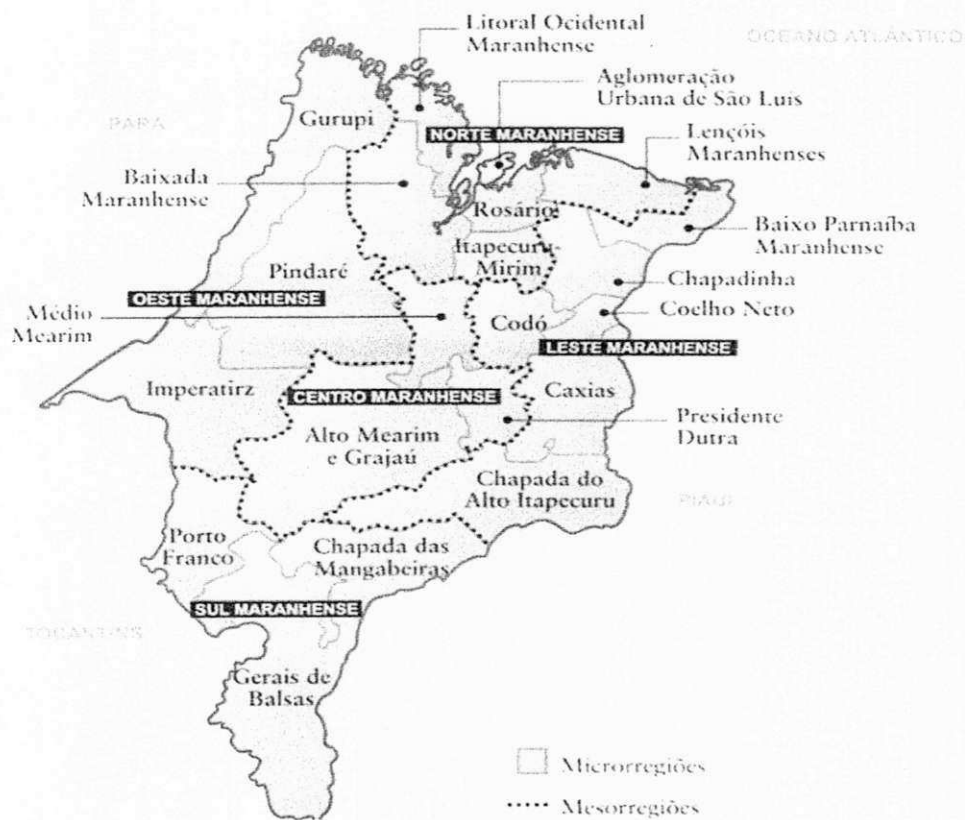 Litoral Ocidental
Maranhense
OCEANO ATLÁNTICO
Aglomeração
Urbana de São Luis
Gurupi
PARÁ
NORTE MARANHENSE
Lençóis
Maranhenses
Baixada
Maranhense
Rosário
Baixo Parnaíba
Maranhense
Itapecuru-
Mirim
Pindaré
Chapadinha
OESTE MARANHENSE
Médio
Mearim
Codó
Coelho Neto
LESTE MARANHENSE
Imperatirz
CENTRO MARANHENSE
Caxias
Presidente
Dutra
Alto Mearim
e Grajaú
Chapada do
Alto Itapecuru
PIAUÍ
Porto
Franco
Chapada das
Mangabeiras
SUL MARANHENSE
TOCANTINS
Gerais de
Balsas
Microrregiões
Mesorregiões